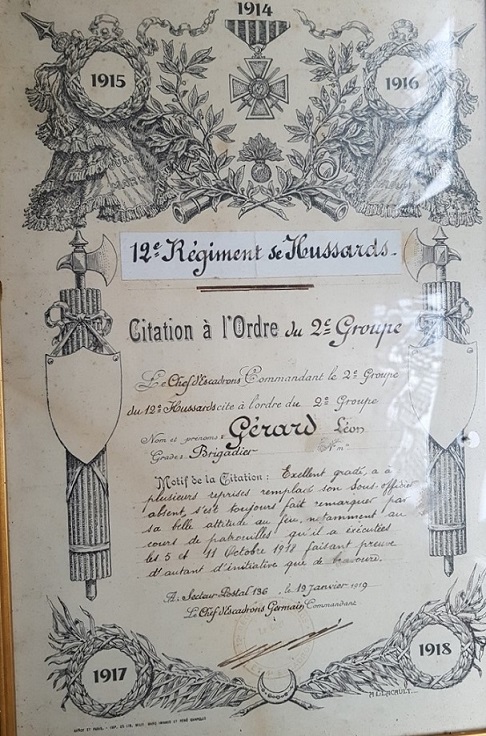 1914
1915
1916
12e Régiment de Hussards
Citation à l'Ordre du 2e Groupe
Le Chef d'Escadrons Commandant le 2e Groupe
du 12e Hussards cite à l'ordre du 2e Groupe
Nom et prénoms : Gérard Léon
Grade : Brigadier N° m
Motif de la Citation : Exellent gradé, a à
plusieurs reprises remplacé son sous-officier
absent, s'est toujours fait remarquer par
sa belle attitude au feu, notamment au
cours de patrouilles qu'il a exécutées
les 5 et 11 Octobre 1918 faisant preuve
d'autant d'initiative que de bravoure.
A Secteur Postal 136, le 19 Janvier 1919
Le Chef d'Escadrons Germain Commandant
1917
1918